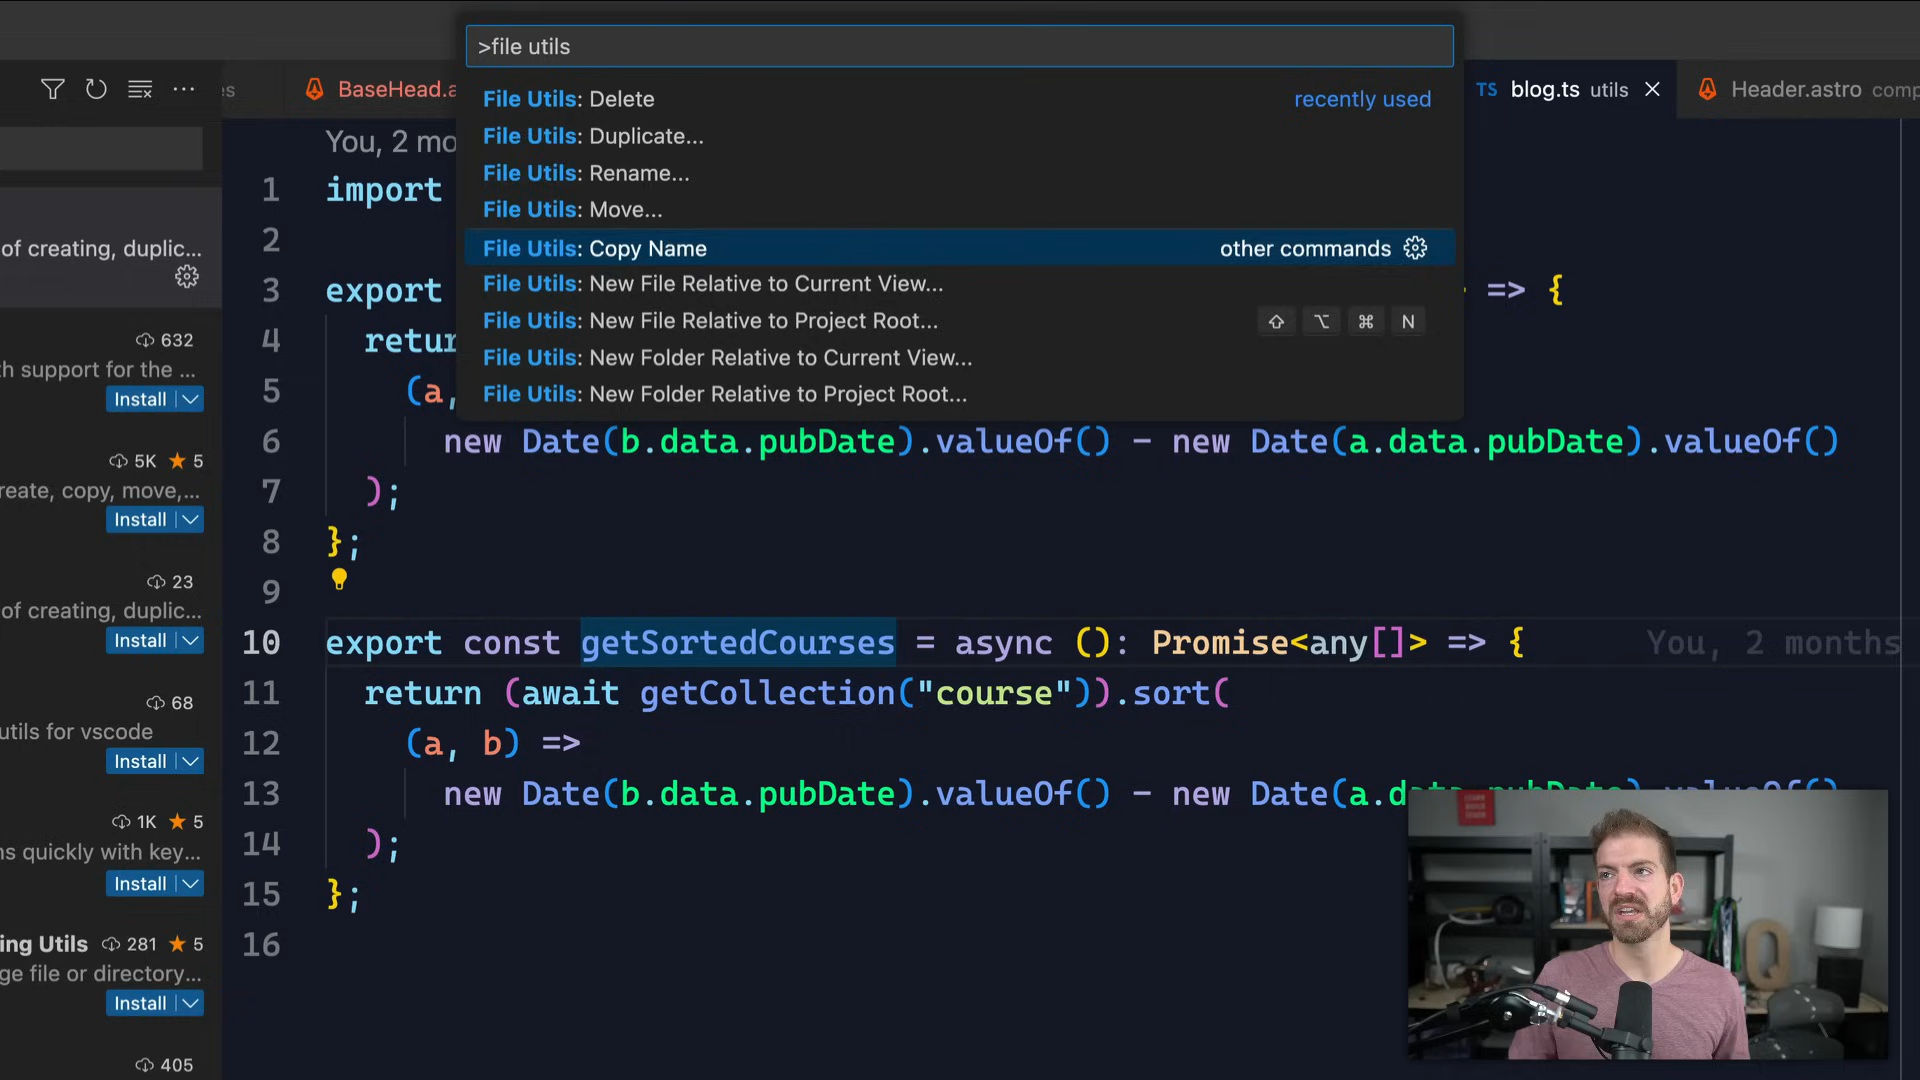 >file utils
es
BaseHead.a
TS blog.ts utils
Header.astro comp
File Utils: Delete recently used
File Utils: Duplicate...
File Utils: Rename...
File Utils: Move...
File Utils: Copy Name other commands
File Utils: New File Relative to Current View...
File Utils: New File Relative to Project Root... ⇧ ⌥ ⌘ N
File Utils: New Folder Relative to Current View...
File Utils: New Folder Relative to Project Root...
of creating, duplic...
632
th support for the ...
Install
5K ★ 5
reate, copy, move,...
Install
23
of creating, duplic...
Install
68
utils for vscode
Install
1K ★ 5
ns quickly with key...
Install
ing Utils 281 ★ 5
ge file or directory...
Install
405
You, 2 mo
1 import
2
3 export => {
4 retur
5 (a,
6 new Date(b.data.pubDate).valueOf() - new Date(a.data.pubDate).valueOf()
7 );
8 };
9
10 export const getSortedCourses = async (): Promise<any[]> => { You, 2 months
11 return (await getCollection("course")).sort(
12 (a, b) =>
13 new Date(b.data.pubDate).valueOf() - new Date(a.data.pubDate).valueOf()
14 );
15 };
16